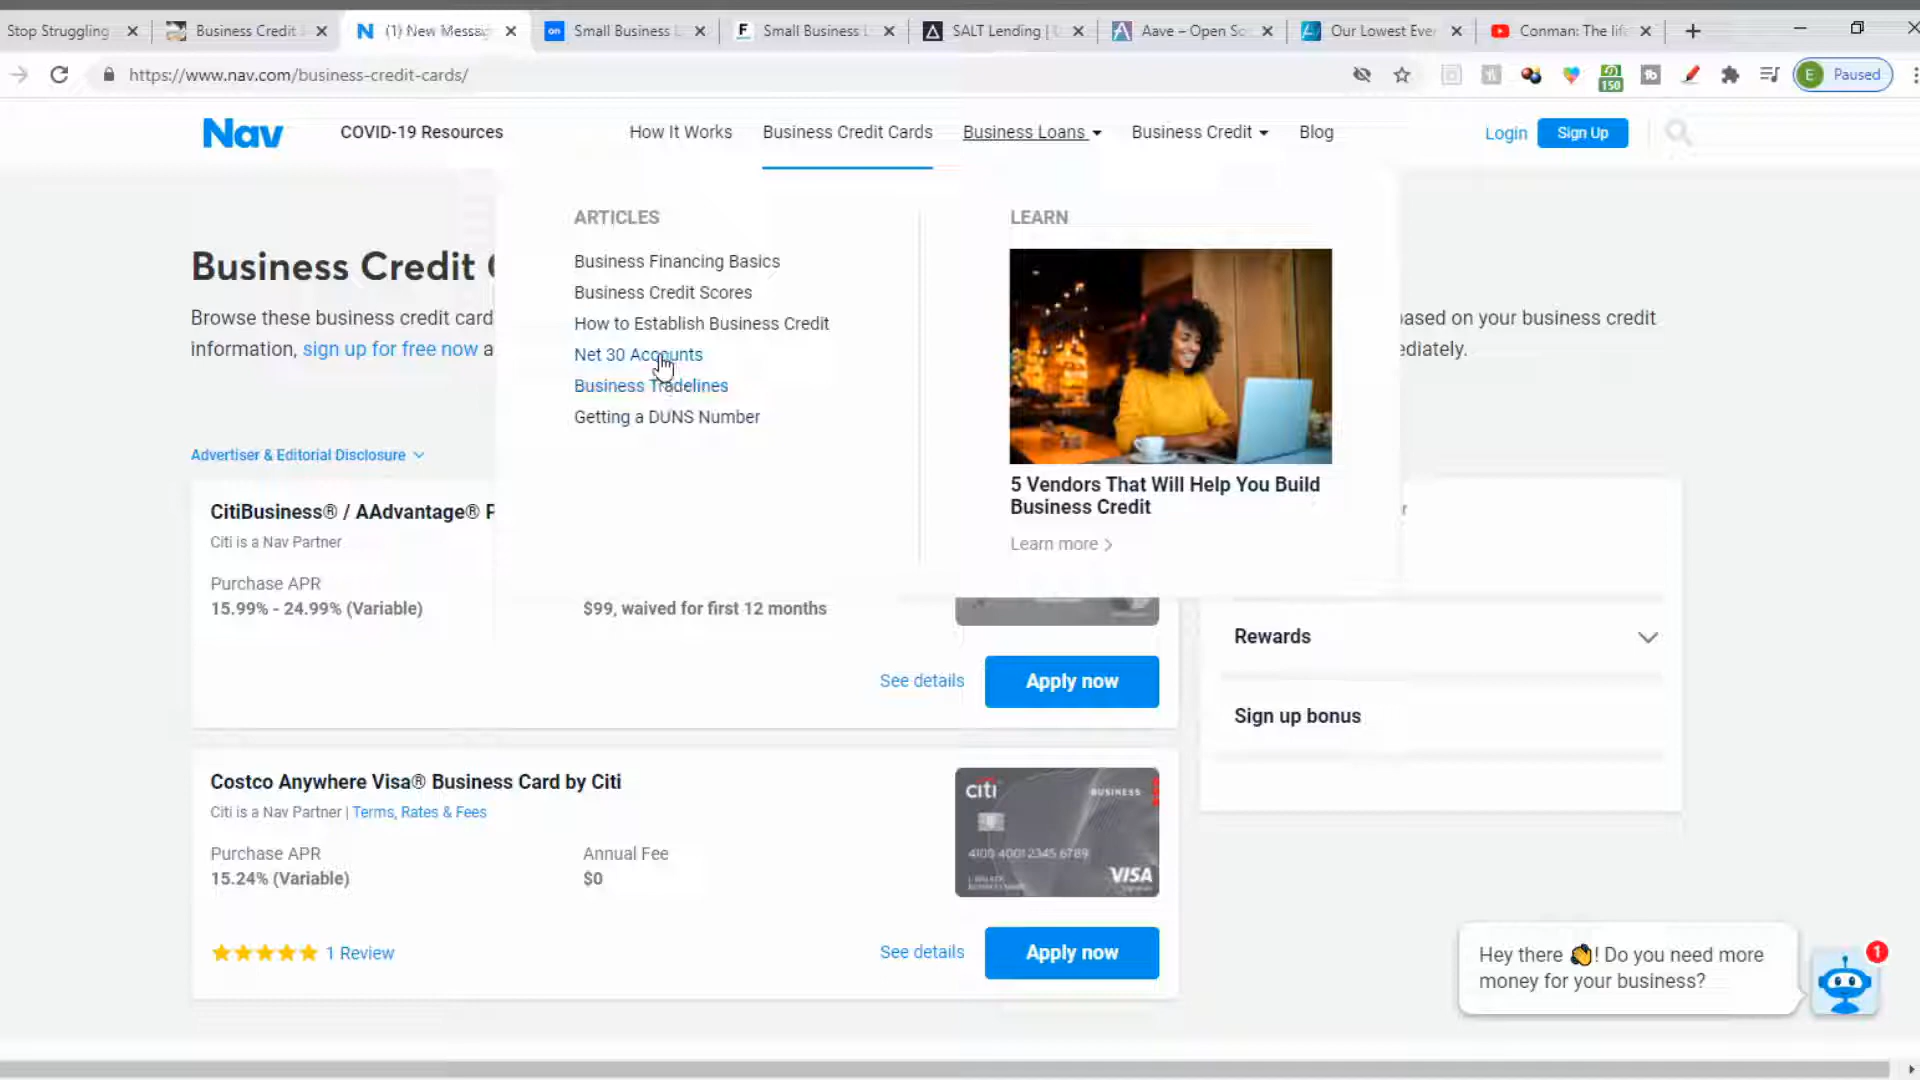 Stop Struggling
Business Credit
(1) New Messag
on
Small Business L
F
Small Business L
SALT Lending |
Aave – Open So
Our Lowest Eve
Conman: The lif
https://www.nav.com/business-credit-cards/
150
E
Paused
Nav
COVID-19 Resources
How It Works
Business Credit Cards
Business Loans
Business Credit
Blog
Login
Sign Up
ARTICLES
LEARN
Business Financing Basics
Business Credit Scores
How to Establish Business Credit
Net 30 Accounts
Business Tradelines
Getting a DUNS Number
5 Vendors That Will Help You Build
Business Credit
Learn more
Business Credit
Browse these business credit card
ased on your business credit
information, sign up for free now a
ediately.
Advertiser & Editorial Disclosure
CitiBusiness® / AAdvantage® P
Citi is a Nav Partner
Purchase APR
15.99% - 24.99% (Variable)
$99, waived for first 12 months
See details
Apply now
Rewards
Sign up bonus
Costco Anywhere Visa® Business Card by Citi
Citi is a Nav Partner | Terms, Rates & Fees
Purchase APR
Annual Fee
15.24% (Variable)
$0
citi
BUSINESS
4100 4001 2345 6789
VISA
1 Review
See details
Apply now
Hey there 👋! Do you need more
money for your business?
1